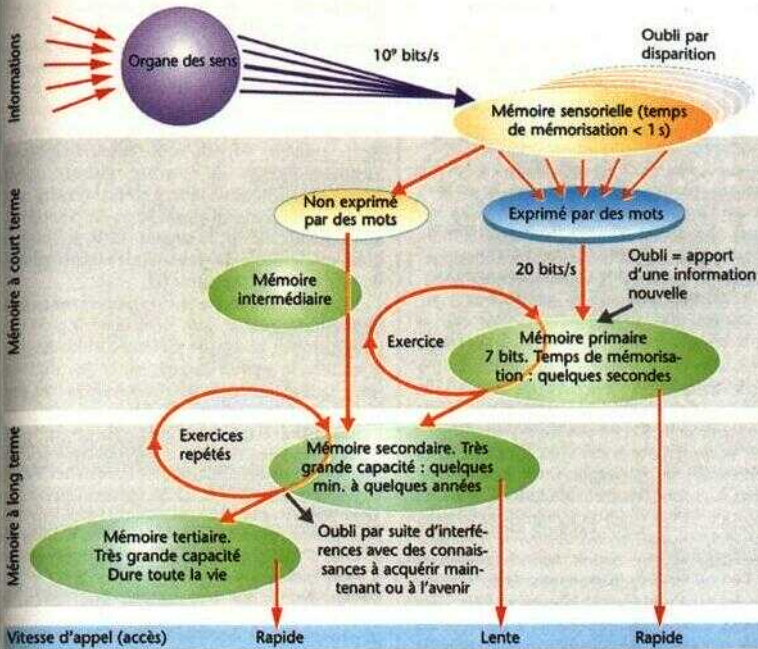 Informations
Organe des sens
10⁹ bits/s
Oubli par
disparition
Mémoire sensorielle (temps
de mémorisation < 1 s)
Mémoire à court terme
Non exprimé
par des mots
Exprimé par des mots
20 bits/s
Oubli = apport
d'une information
nouvelle
Mémoire
intermédiaire
Exercice
Mémoire primaire
7 bits. Temps de mémorisa-
tion : quelques secondes
Mémoire à long terme
Exercices
repétés
Mémoire secondaire. Très
grande capacité : quelques
min. à quelques années
Mémoire tertiaire.
Très grande capacité
Dure toute la vie
Oubli par suite d'interfé-
rences avec des connais-
sances à acquérir main-
tenant ou à l'avenir
Vitesse d'appel (accès) Rapide Lente Rapide